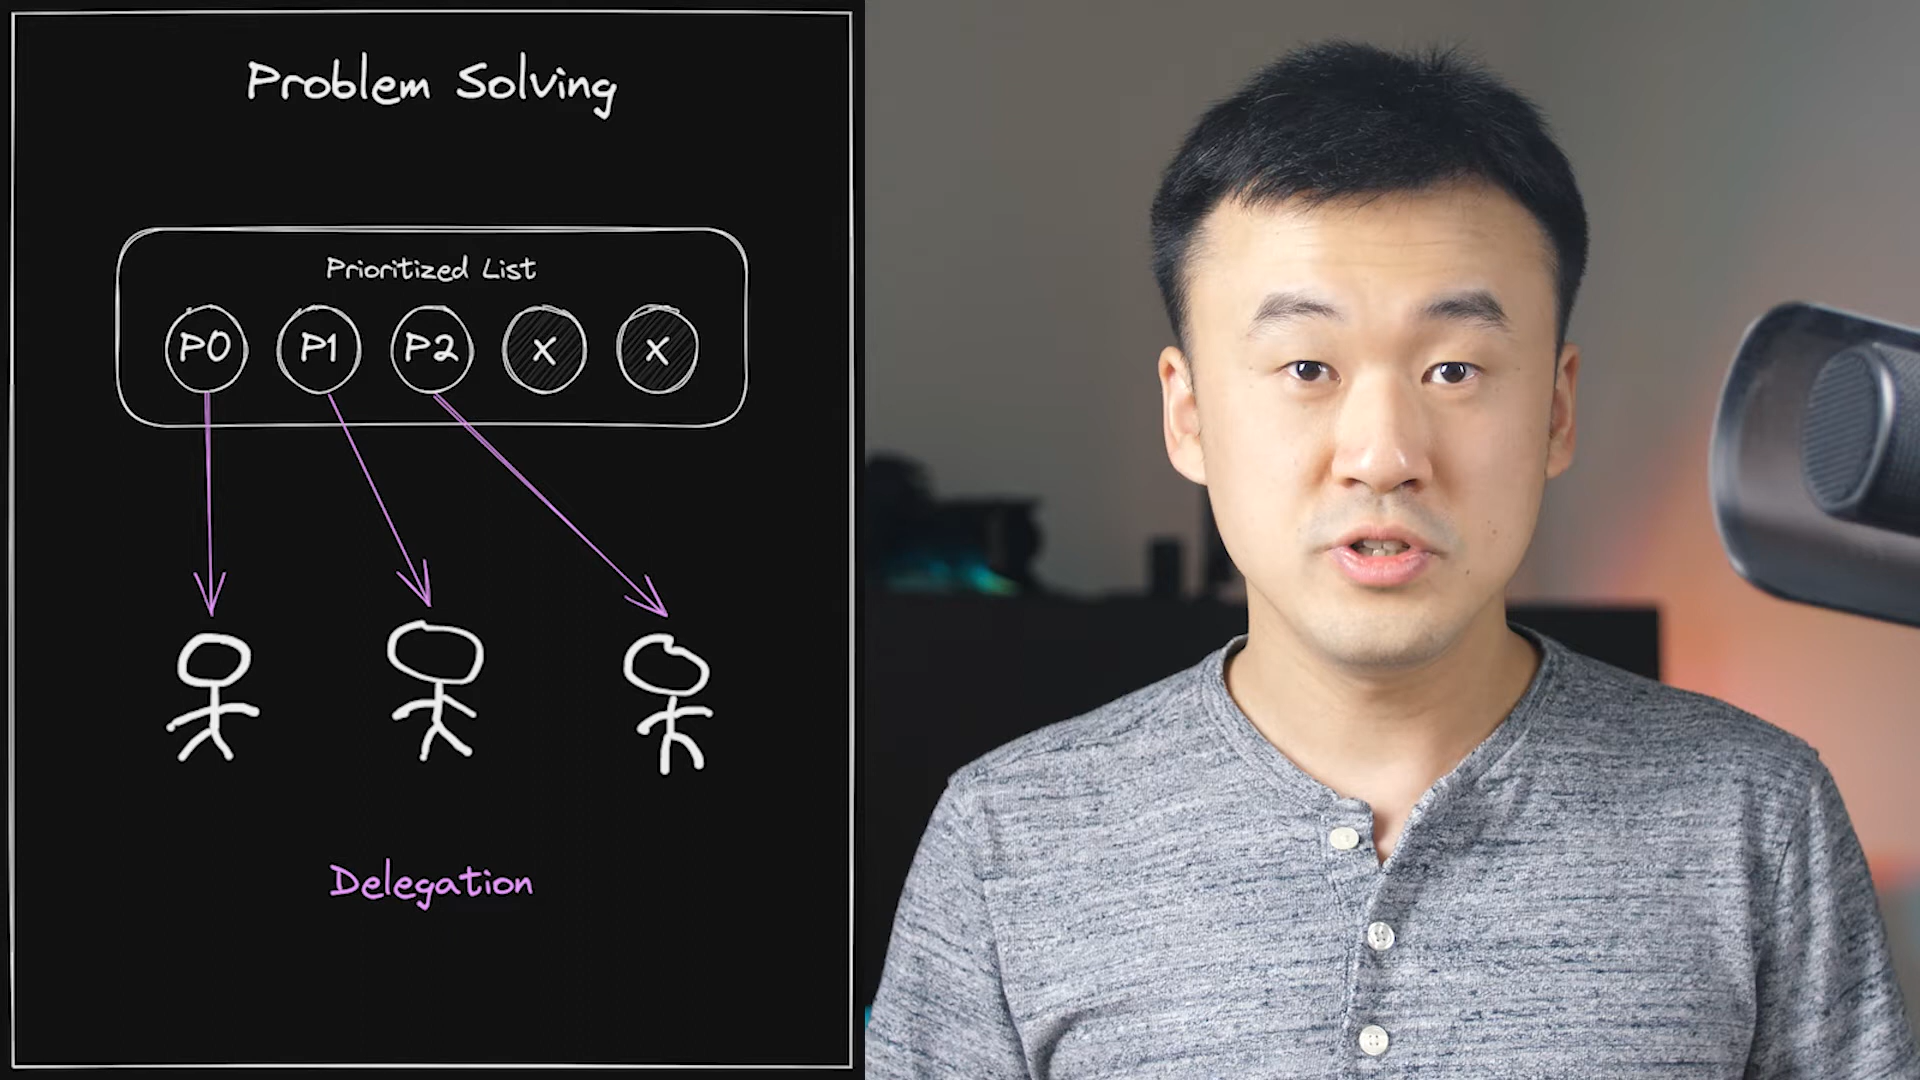 Problem Solving
Prioritized List
P0 P1 P2 X X
Delegation